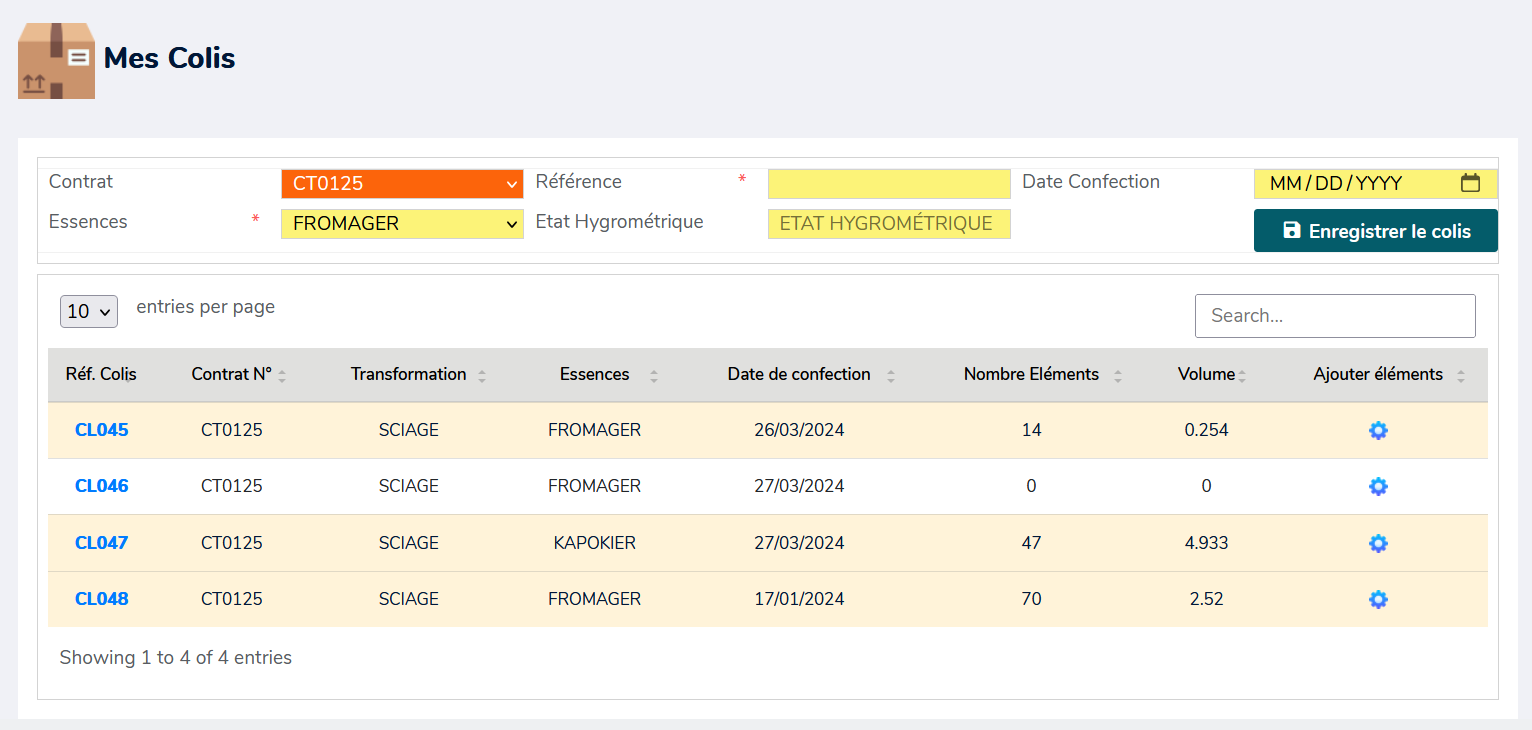 Mes Colis
Contrat CT0125 Référence * MM/DD/YYYY Date Confection
Essences * FROMAGER Etat Hygrométrique ETAT HYGROMÉTRIQUE Enregistrer le colis
10 entries per page Search...
Réf. Colis Contrat N° Transformation Essences Date de confection Nombre Eléments Volume Ajouter éléments
CL045 CT0125 SCIAGE FROMAGER 26/03/2024 14 0.254
CL046 CT0125 SCIAGE FROMAGER 27/03/2024 0 0
CL047 CT0125 SCIAGE KAPOKIER 27/03/2024 47 4.933
CL048 CT0125 SCIAGE FROMAGER 17/01/2024 70 2.52
Showing 1 to 4 of 4 entries